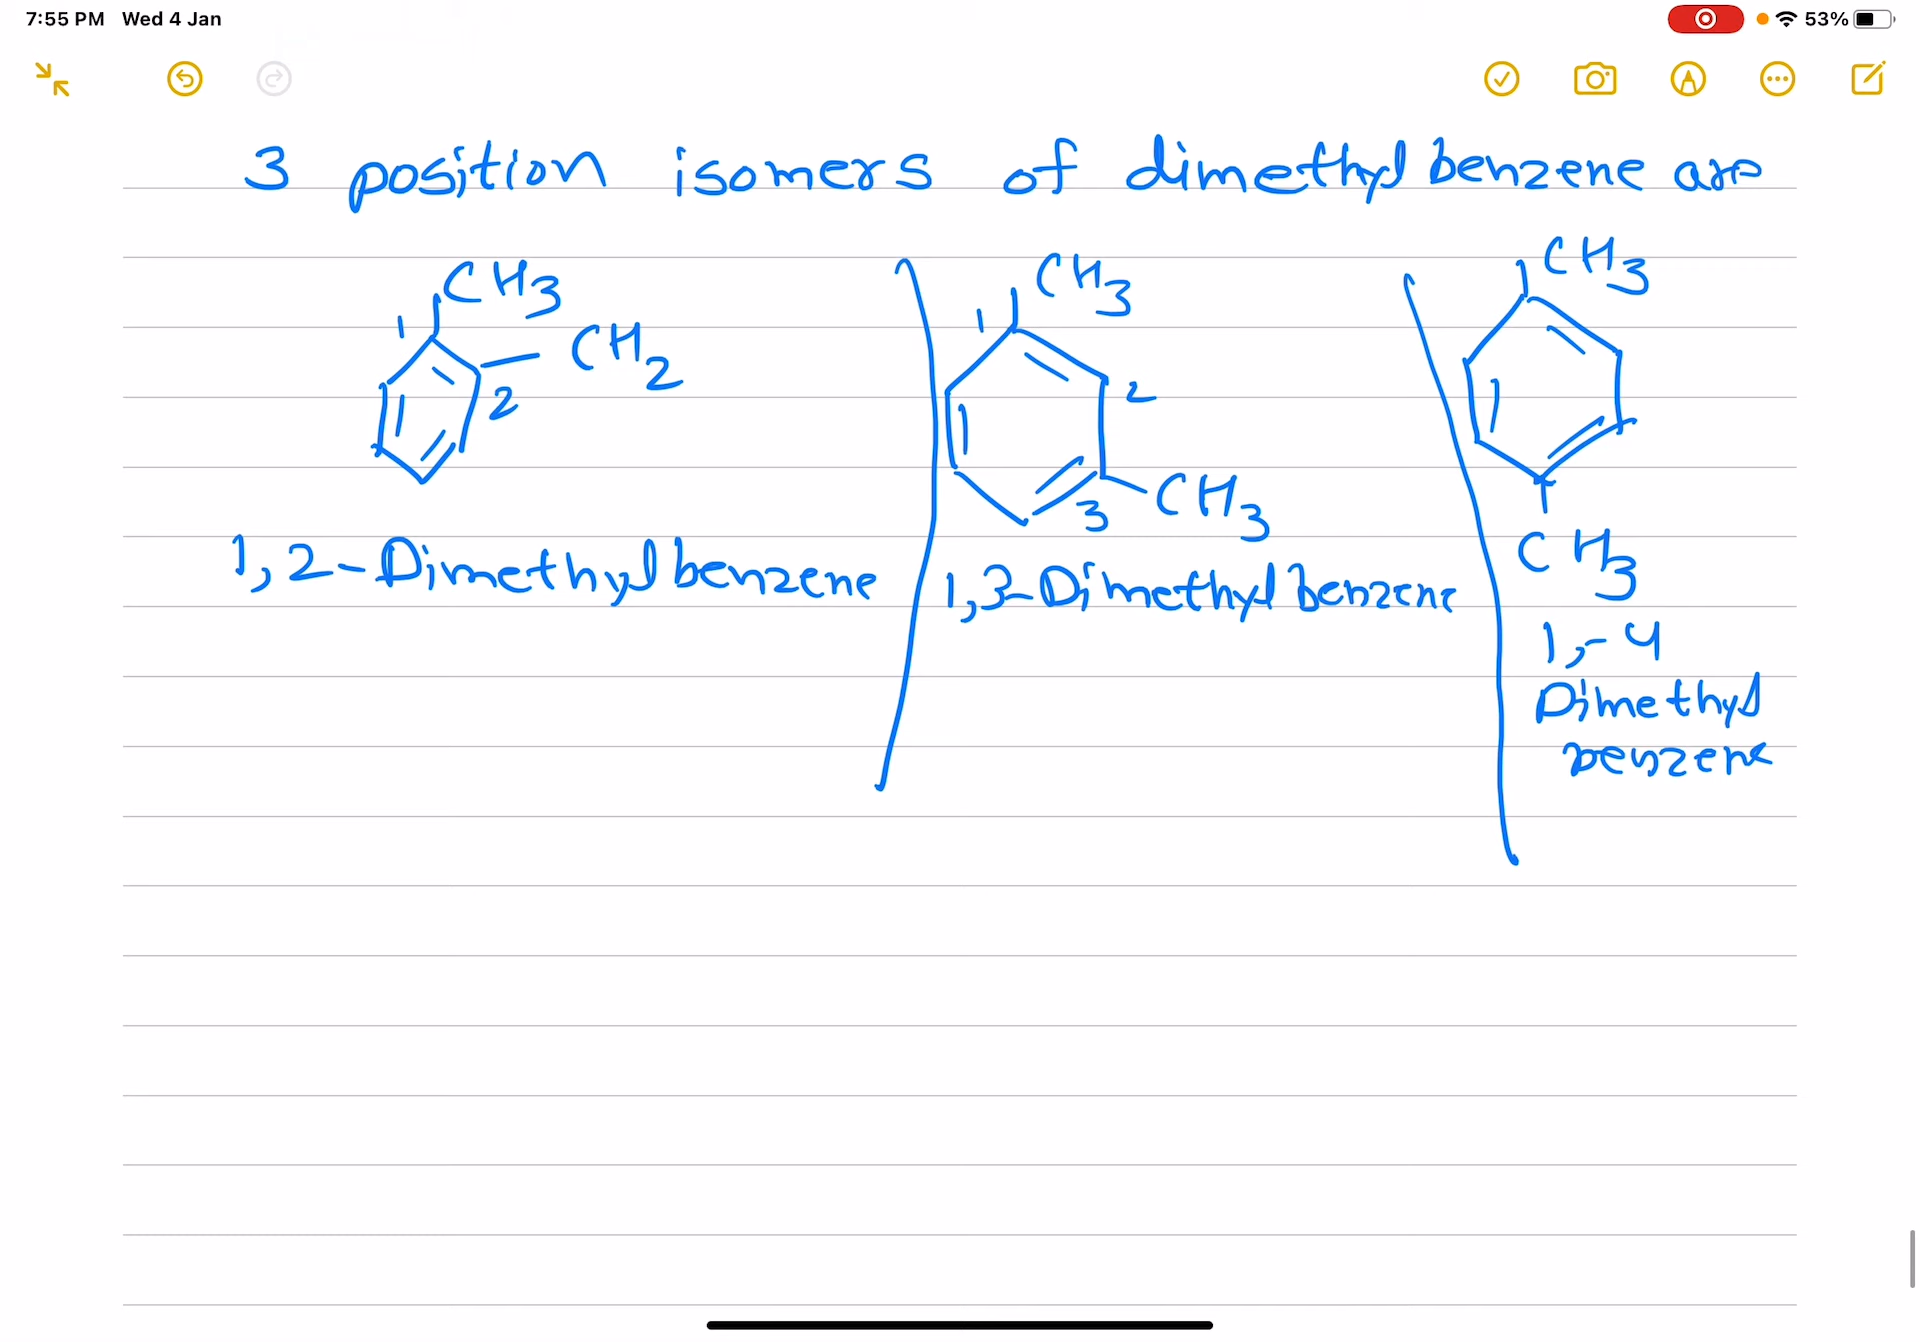 7:55 PM Wed 4 Jan
53%
3 position isomers of dimethyl benzene are
CH3
1
CH2
2
1,2-Dimethyl benzene
CH3
1
2
3
CH3
1,3-Dimethyl benzene
CH3
CH3
1,-4
Dimethyl
benzene